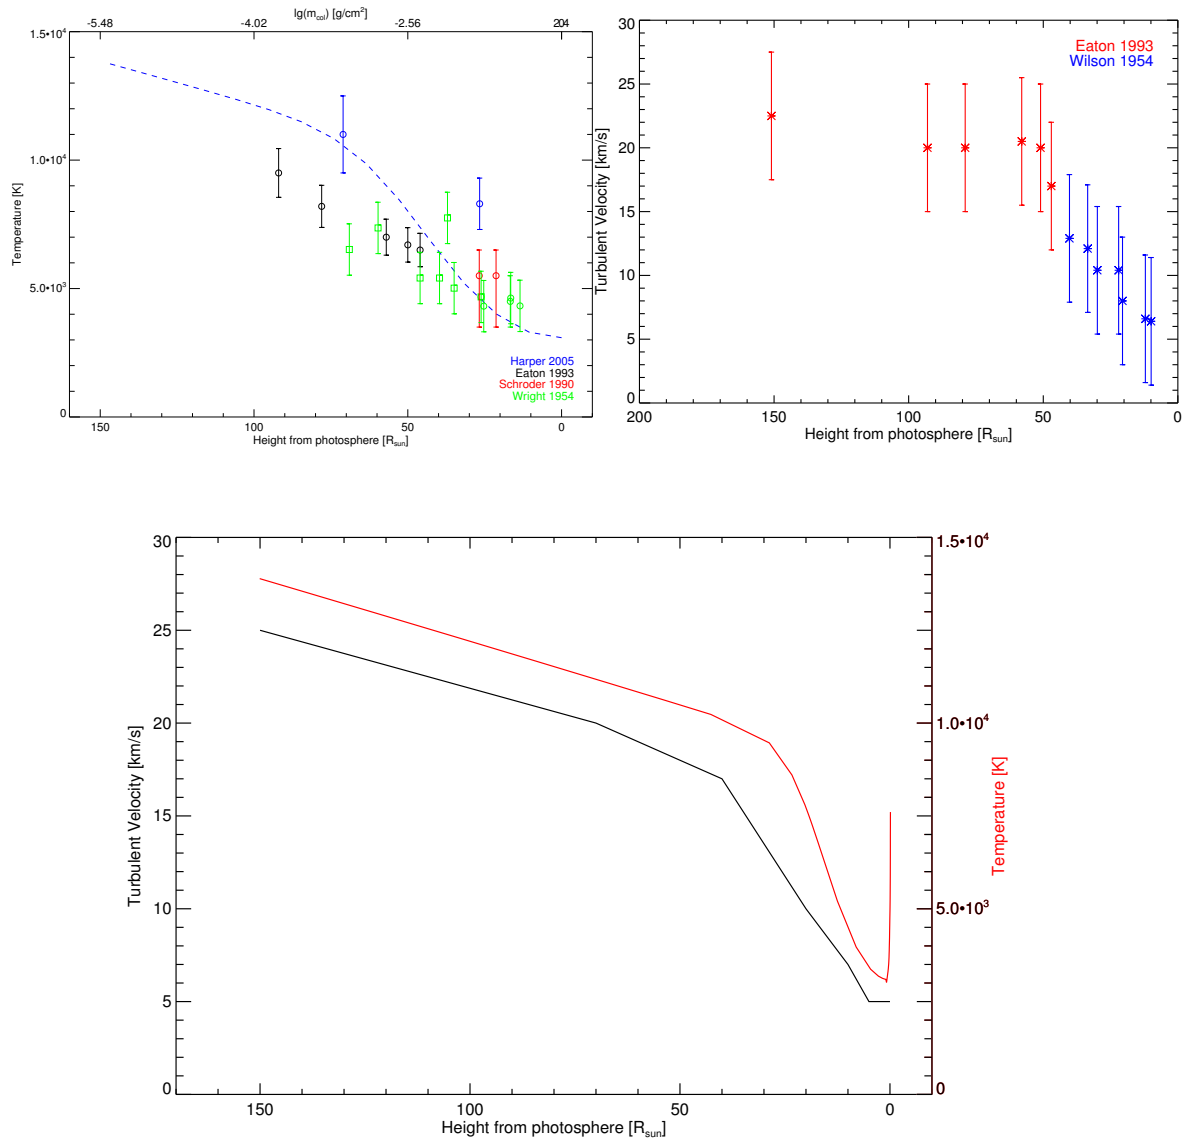 lg(m_col) [g/cm²]
-5.48 -4.02 -2.56 204
1.5•10⁴
1.0•10⁴
5.0•10³
0
Temperature [K]
Harper 2005
Eaton 1993
Schroder 1990
Wright 1954
150 100 50 0
Height from photosphere [R_sun]
30
25
20
15
10
5
0
Turbulent Velocity [km/s]
Eaton 1993
Wilson 1954
200 150 100 50 0
Height from photosphere [R_sun]
30
25
20
15
10
5
0
Turbulent Velocity [km/s]
1.5•10⁴
1.0•10⁴
5.0•10³
0
Temperature [K]
150 100 50 0
Height from photosphere [R_sun]